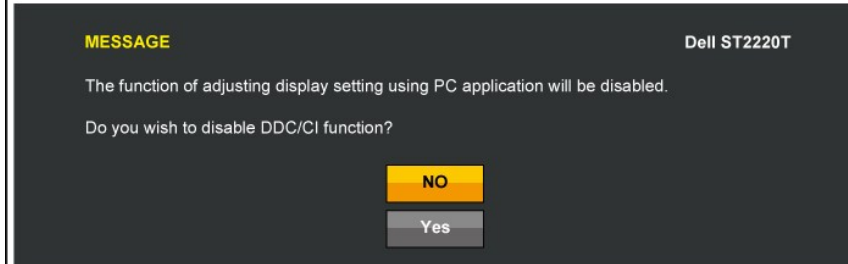 MESSAGE Dell ST2220T
The function of adjusting display setting using PC application will be disabled.
Do you wish to disable DDC/CI function?
NO
Yes